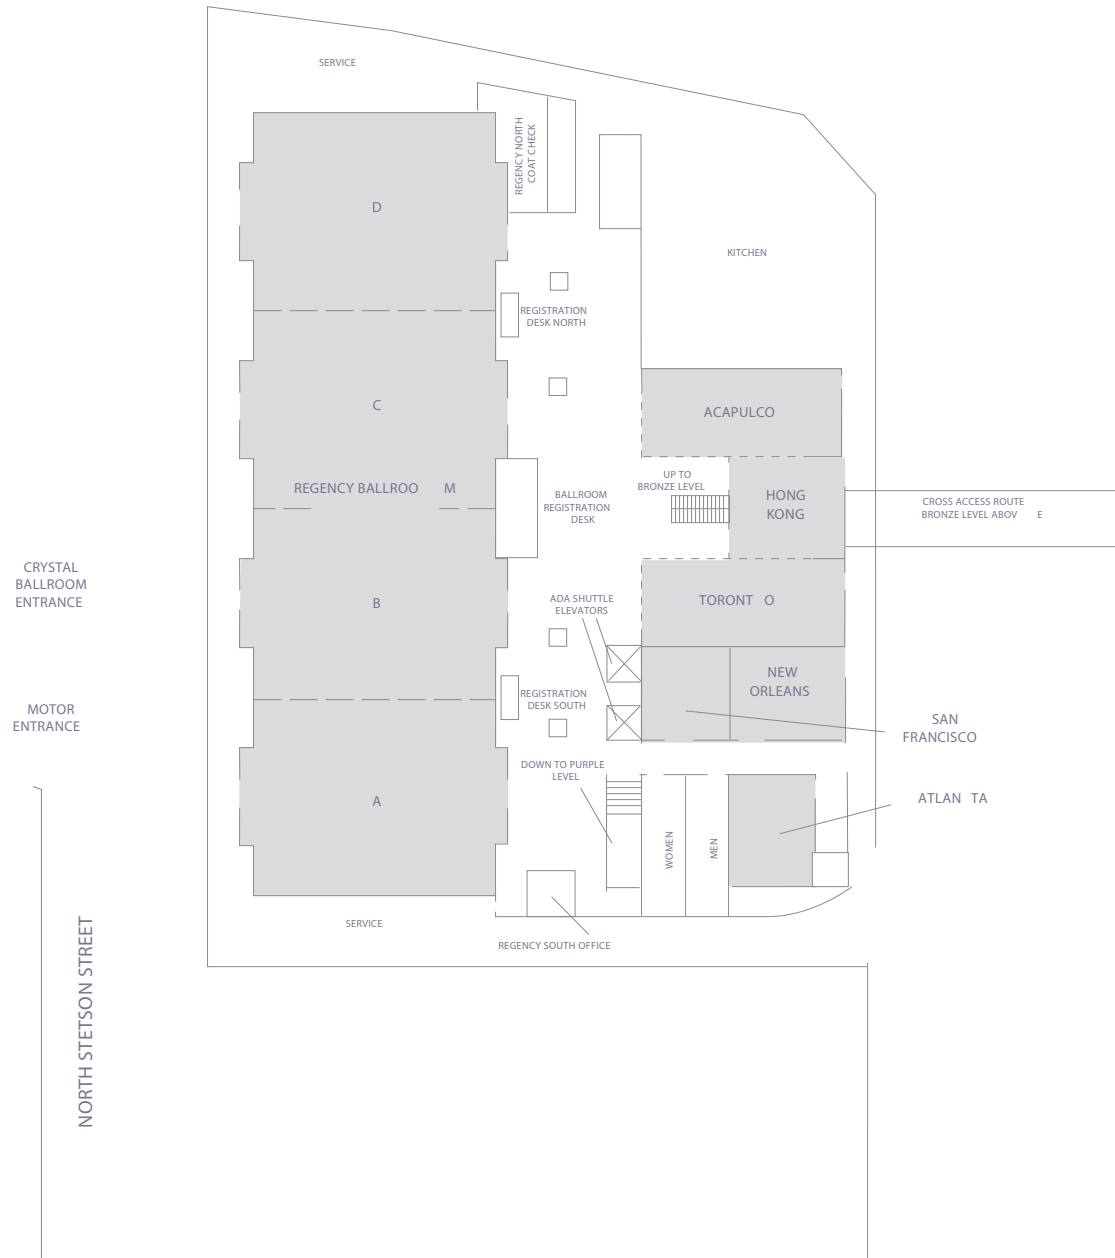 SERVICE
REGENCY NORTH
COAT CHECK
D
KITCHEN
REGISTRATION
DESK NORTH
C
ACAPULCO
UP TO
BRONZE LEVEL
REGENCY BALLROO M
BALLROOM
REGISTRATION
DESK
HONG
KONG
CROSS ACCESS ROUTE
BRONZE LEVEL ABOV E
CRYSTAL
BALLROOM
ENTRANCE
B
ADA SHUTTLE
ELEVATORS
TORONT O
NEW
ORLEANS
REGISTRATION
DESK SOUTH
MOTOR
ENTRANCE
SAN
FRANCISCO
DOWN TO PURPLE
LEVEL
A
ATLAN TA
WOMEN
MEN
SERVICE
REGENCY SOUTH OFFICE
NORTH STETSON STREET